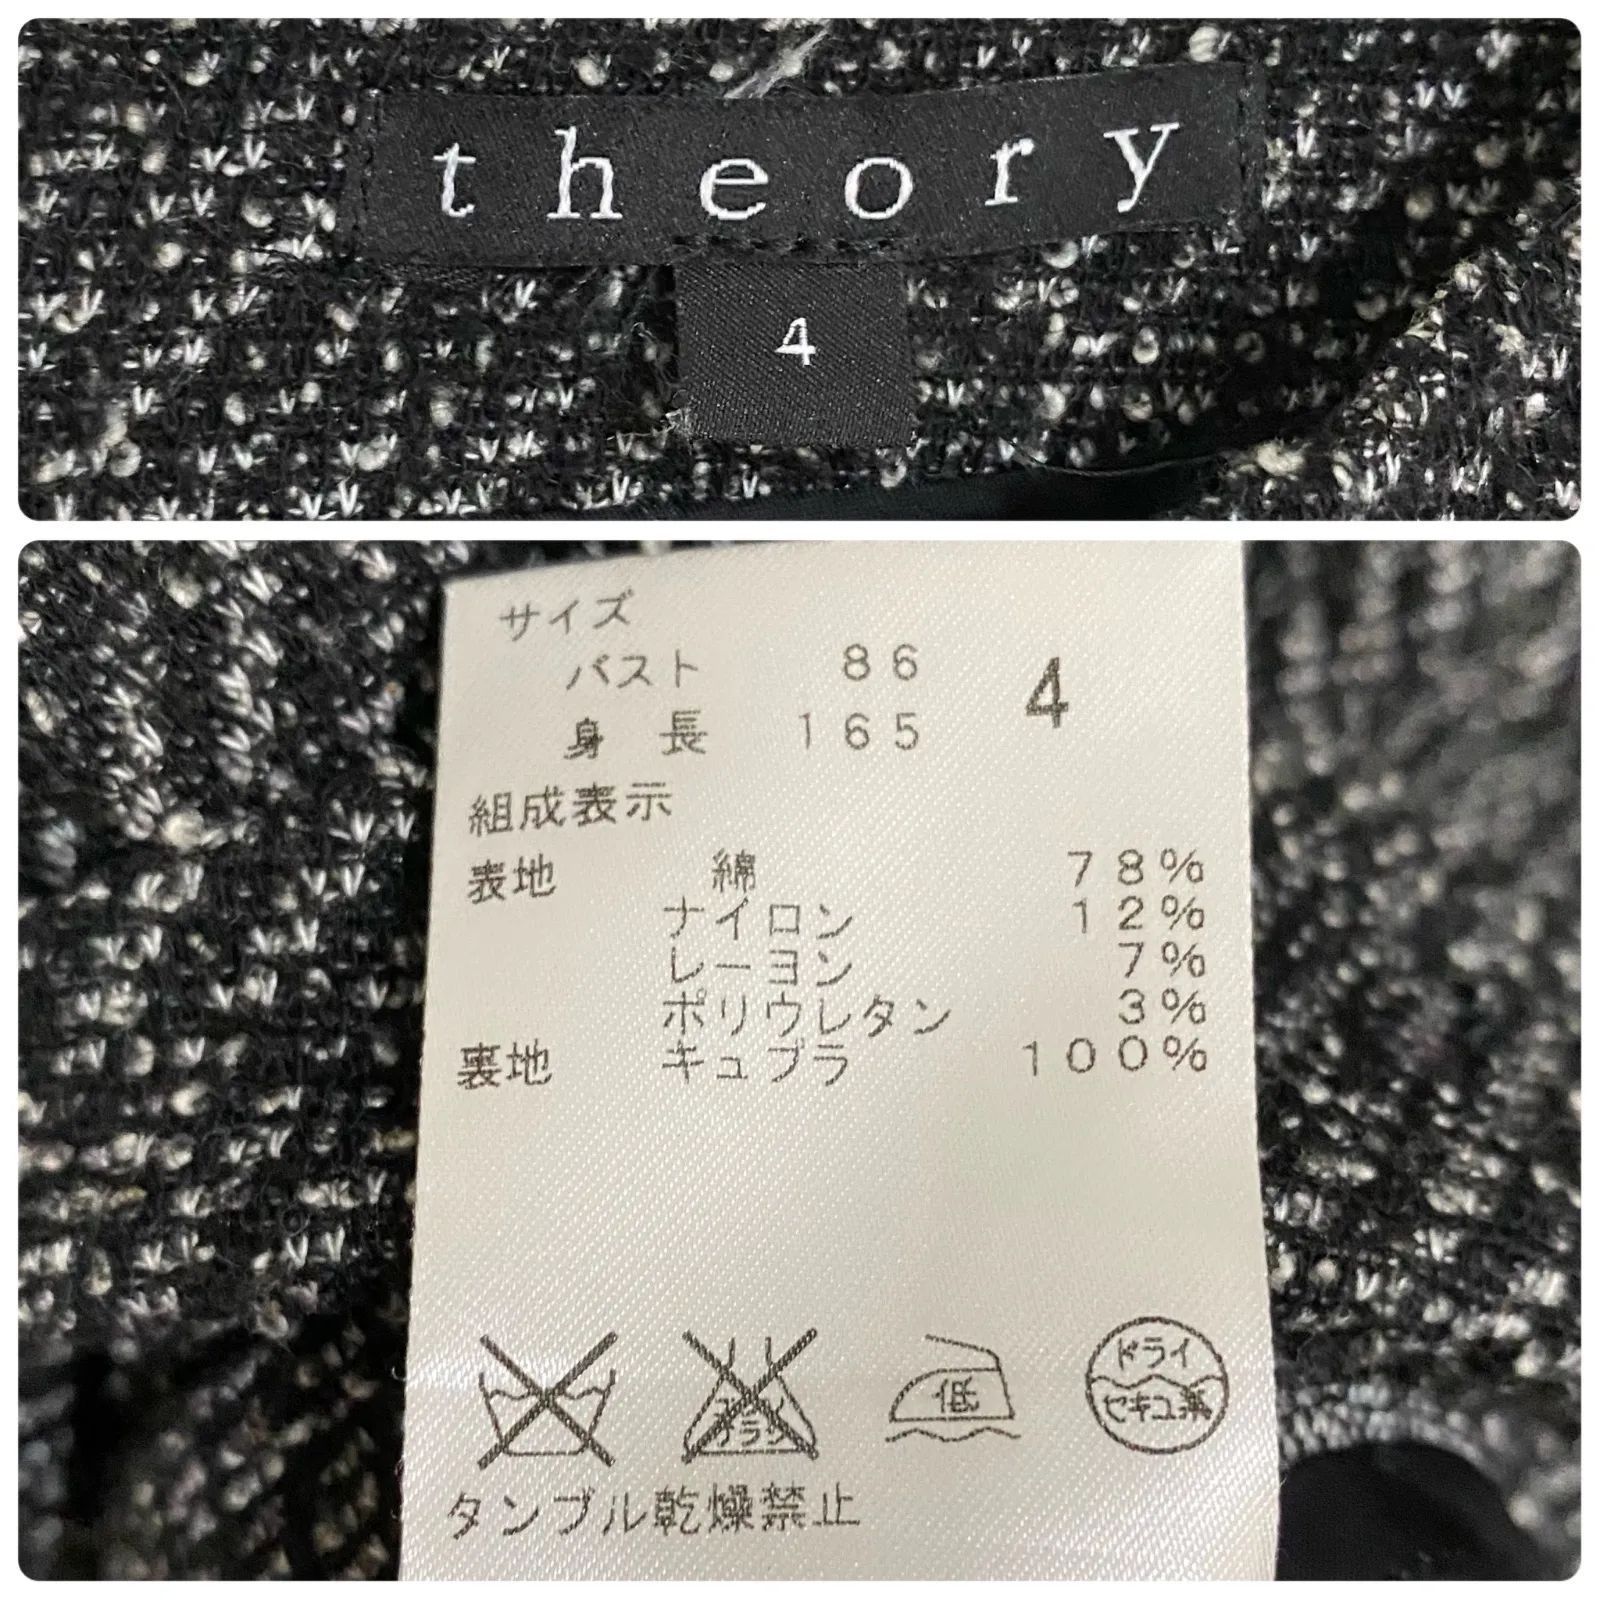 theory
4
サイズ
バスト 86 4
身長 165
組成表示
表地 綿 78%
ナイロン 12%
レーヨン 7%
ポリウレタン 3%
裏地 キュプラ 100%
低 ドライ
セキユ系
タンブル乾燥禁止